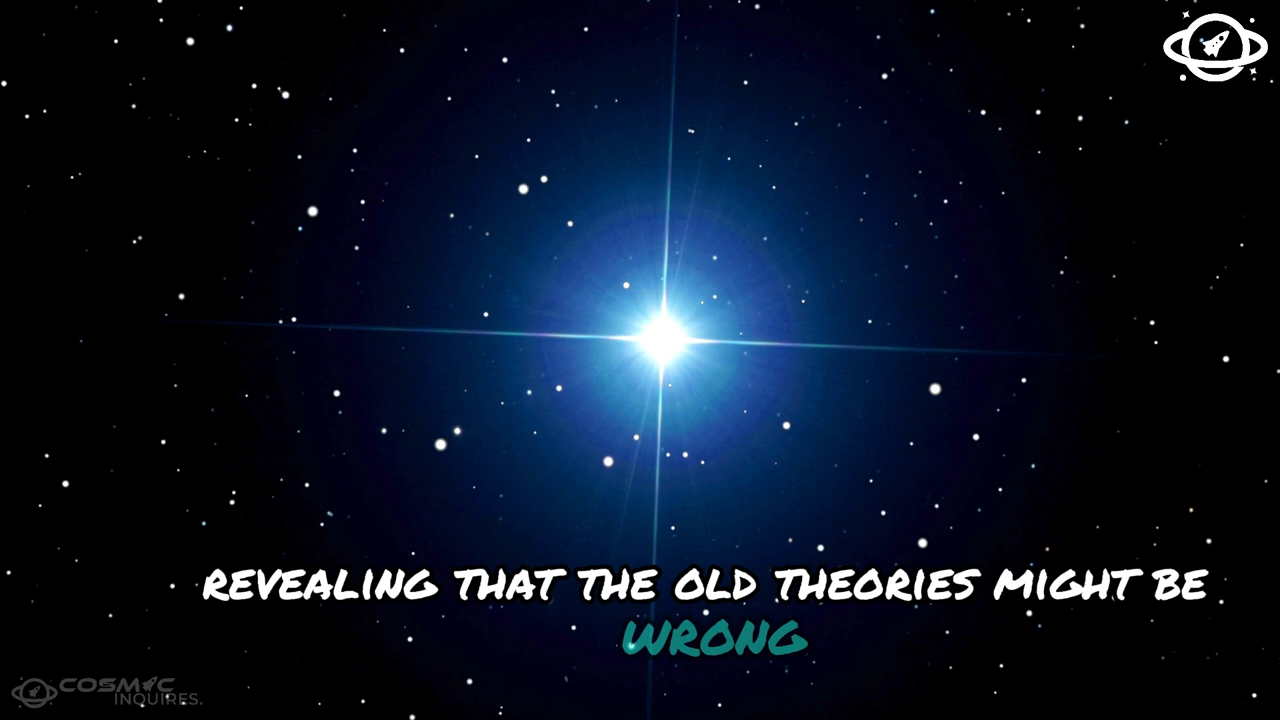 REVEALING THAT THE OLD THEORIES MIGHT BE
WRONG
COSMIC
INQUIRES.